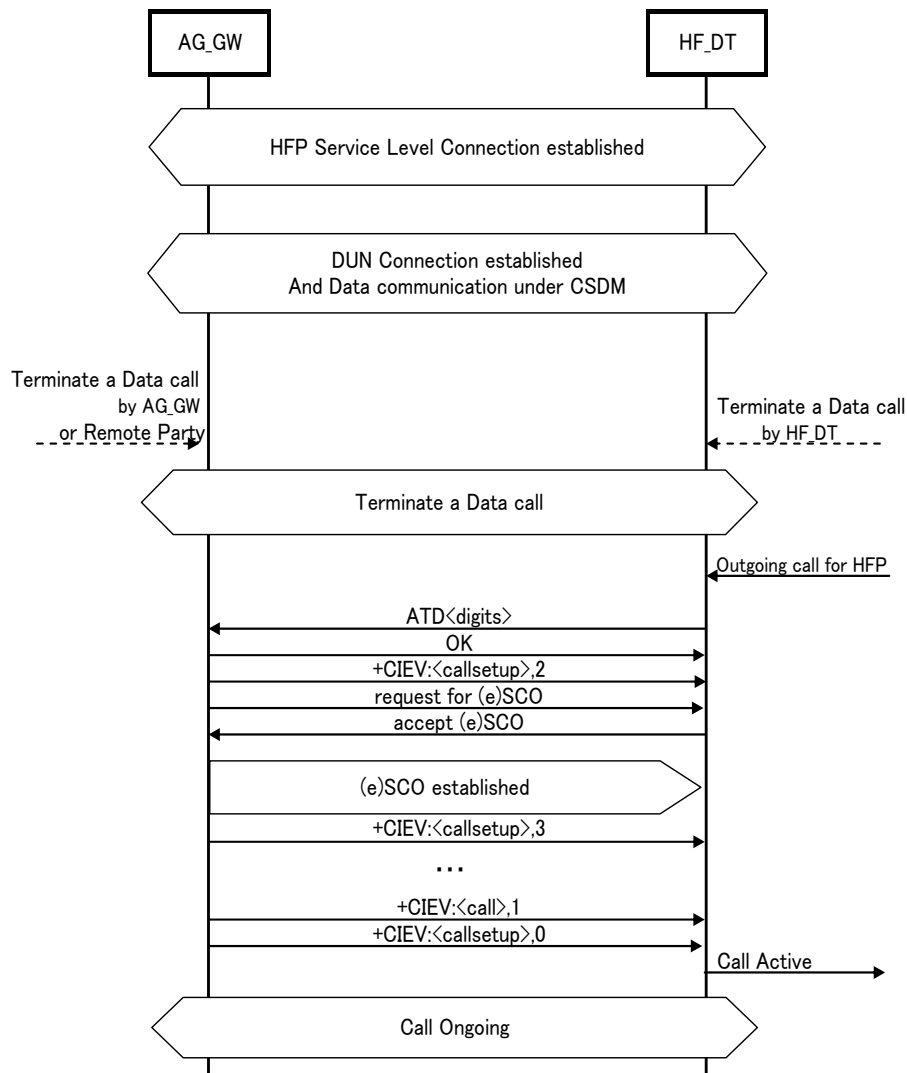 AG_GW
HF_DT
HFP Service Level Connection established
DUN Connection established
And Data communication under CSDM
Terminate a Data call
by AG_GW
or Remote Party
Terminate a Data call
by HF_DT
Terminate a Data call
Outgoing call for HFP
ATD<digits>
OK
+CIEV:<callsetup>,2
request for (e)SCO
accept (e)SCO
(e)SCO established
+CIEV:<callsetup>,3
...
+CIEV:<call>,1
+CIEV:<callsetup>,0
Call Active
Call Ongoing